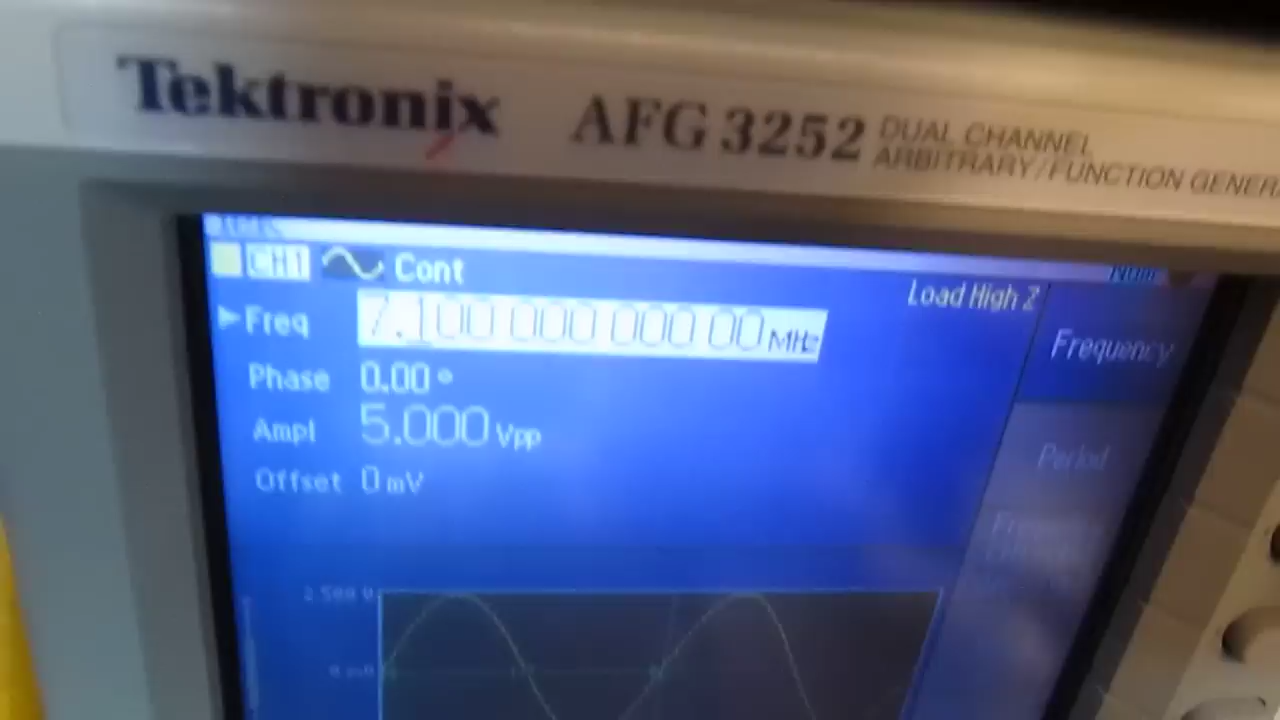 Tektronix AFG 3252 DUAL CHANNEL
ARBITRARY/FUNCTION GENER
CH1 Cont
Load High Z
Freq 7.100 000 000 00 MHz
Frequency
Phase 0.00 °
Ampl 5.000 Vpp
Period
Offset 0 mV